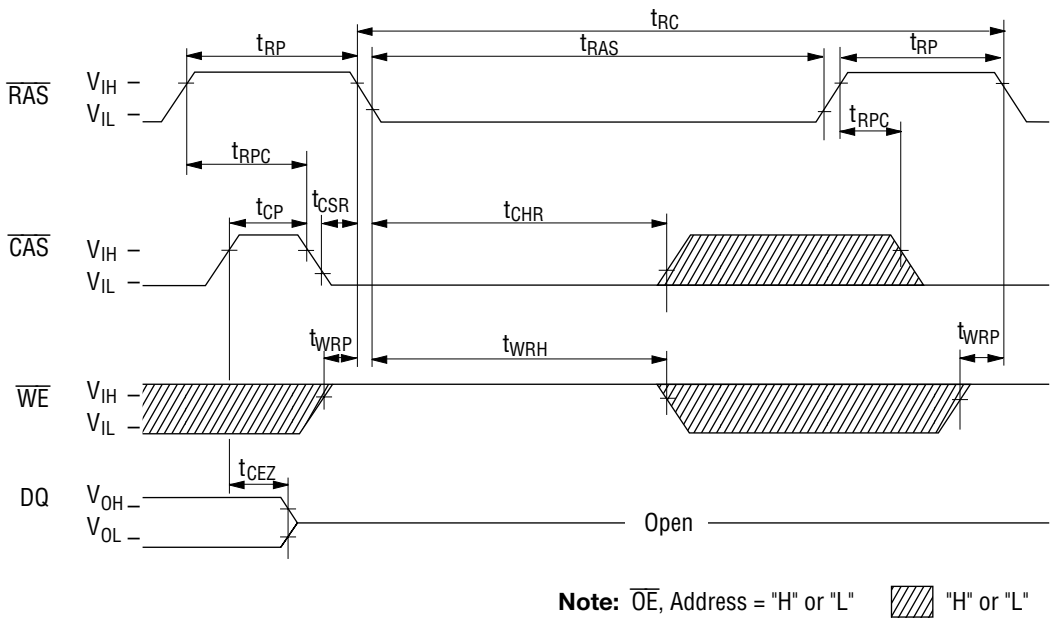 tRC
tRP
tRAS
tRP
RAS
VIH
VIL
tRPC
tRPC
tCP
tCSR
tCHR
CAS
VIH
VIL
tWRP
tWRH
tWRP
WE
VIH
VIL
tCEZ
DQ
VOH
VOL
Open
Note: OE, Address = "H" or "L"
"H" or "L"